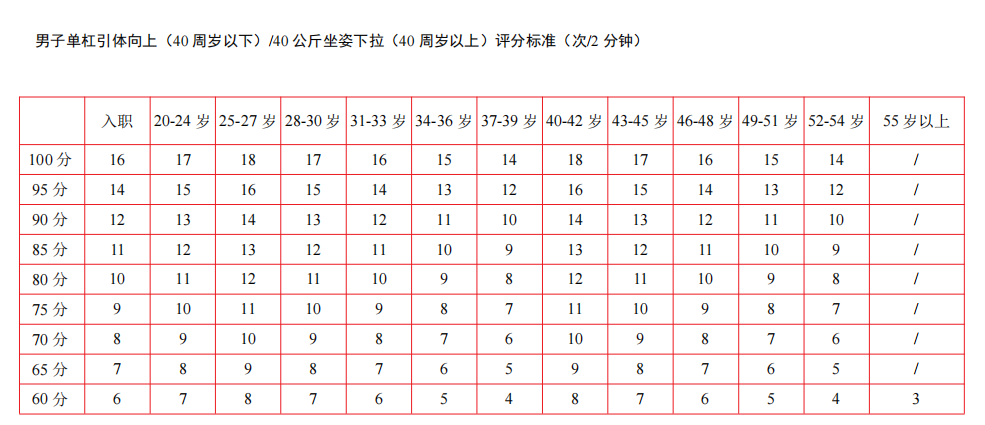 男子单杠引体向上（40 周岁以下）/40 公斤坐姿下拉（40 周岁以上）评分标准（次/2 分钟）
入职 20-24 岁 25-27 岁 28-30 岁 31-33 岁 34-36 岁 37-39 岁 40-42 岁 43-45 岁 46-48 岁 49-51 岁 52-54 岁 55 岁以上
100 分 16 17 18 17 16 15 14 18 17 16 15 14 /
95 分 14 15 16 15 14 13 12 16 15 14 13 12 /
90 分 12 13 14 13 12 11 10 14 13 12 11 10 /
85 分 11 12 13 12 11 10 9 13 12 11 10 9 /
80 分 10 11 12 11 10 9 8 12 11 10 9 8 /
75 分 9 10 11 10 9 8 7 11 10 9 8 7 /
70 分 8 9 10 9 8 7 6 10 9 8 7 6 /
65 分 7 8 9 8 7 6 5 9 8 7 6 5 /
60 分 6 7 8 7 6 5 4 8 7 6 5 4 3